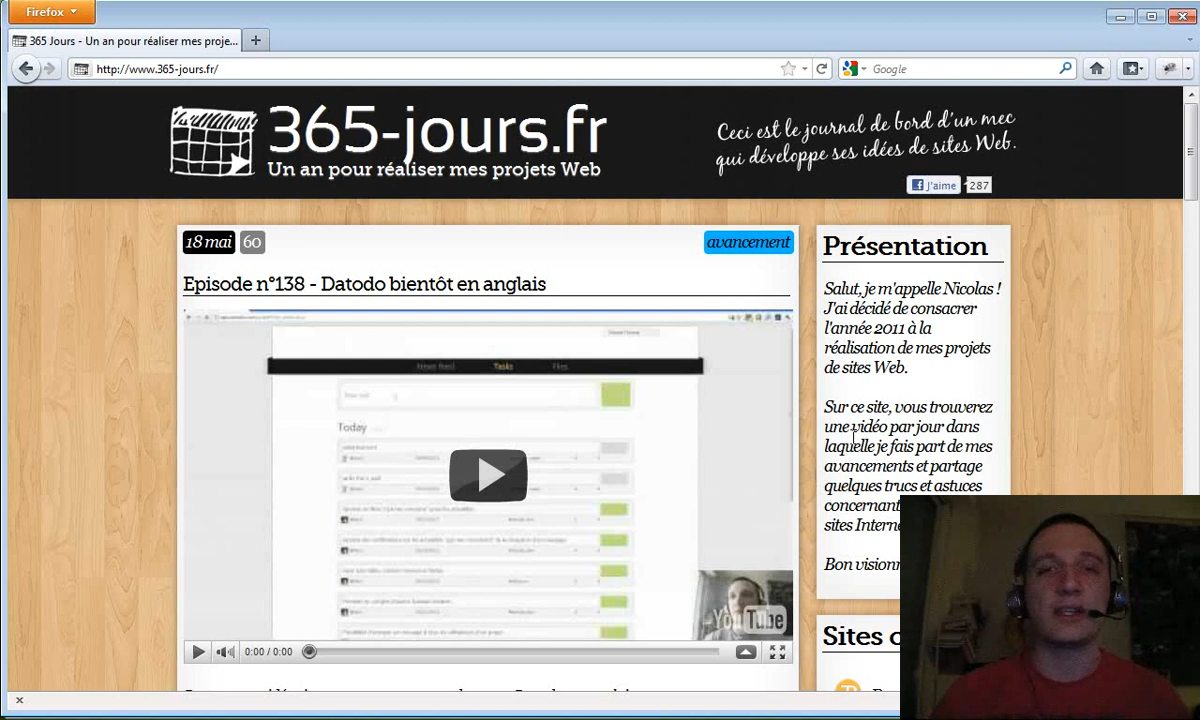 Firefox
365 Jours - Un an pour réaliser mes proje...
http://www.365-jours.fr/
Google
365-jours.fr
Un an pour réaliser mes projets Web
Ceci est le journal de bord d'un mec
qui développe ses idées de sites Web.
J'aime
287
18 mai
60
avancement
Episode n°138 - Datodo bientôt en anglais
News feed
Tasks
Files
Today
YouTube
0:00 / 0:00
Présentation
Salut, je m'appelle Nicolas !
J'ai décidé de consacrer
l'année 2011 à la
réalisation de mes projets
de sites Web.
Sur ce site, vous trouverez
une vidéo par jour dans
laquelle je fais part de mes
avancements et partage
quelques trucs et astuces
concernant
sites Interne
Bon visionn
Sites